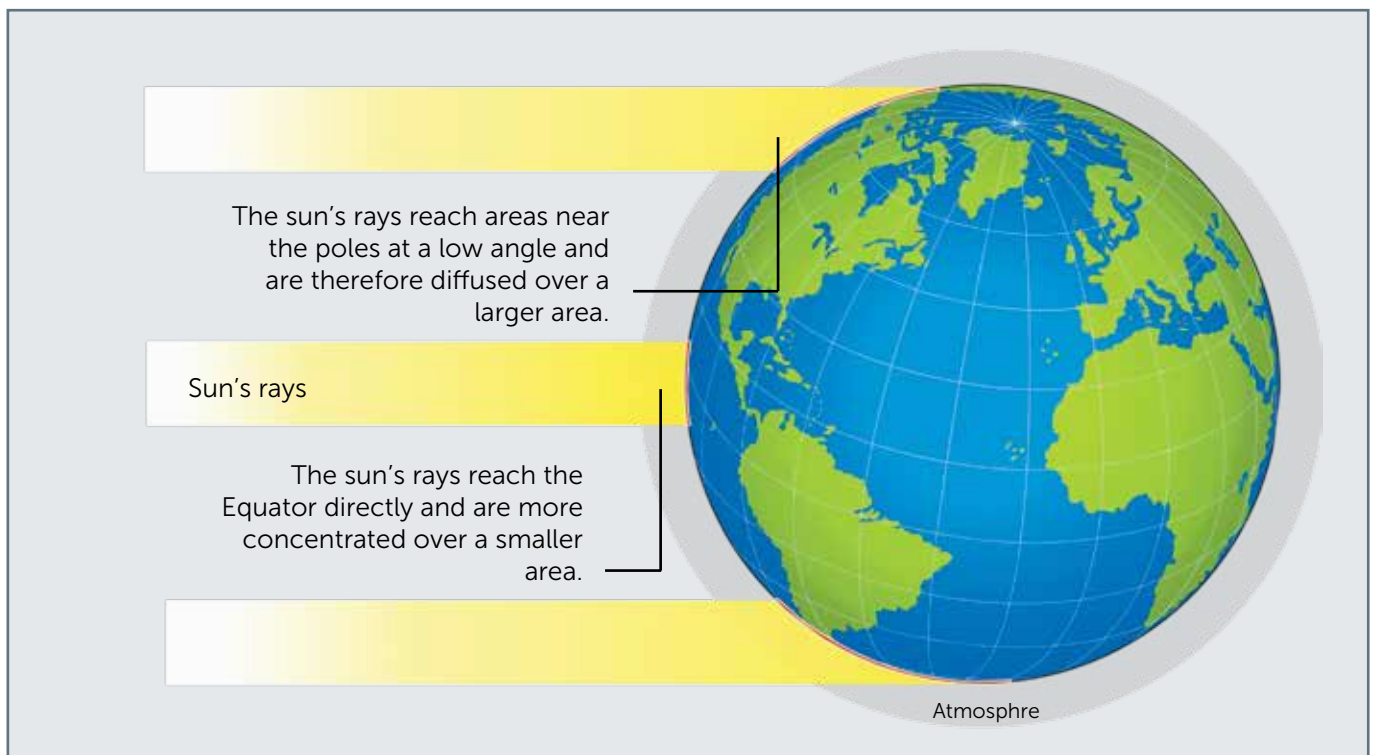 The sun's rays reach areas near
the poles at a low angle and
are therefore diffused over a
larger area.
Sun's rays
The sun's rays reach the
Equator directly and are more
concentrated over a smaller
area.
Atmosphre